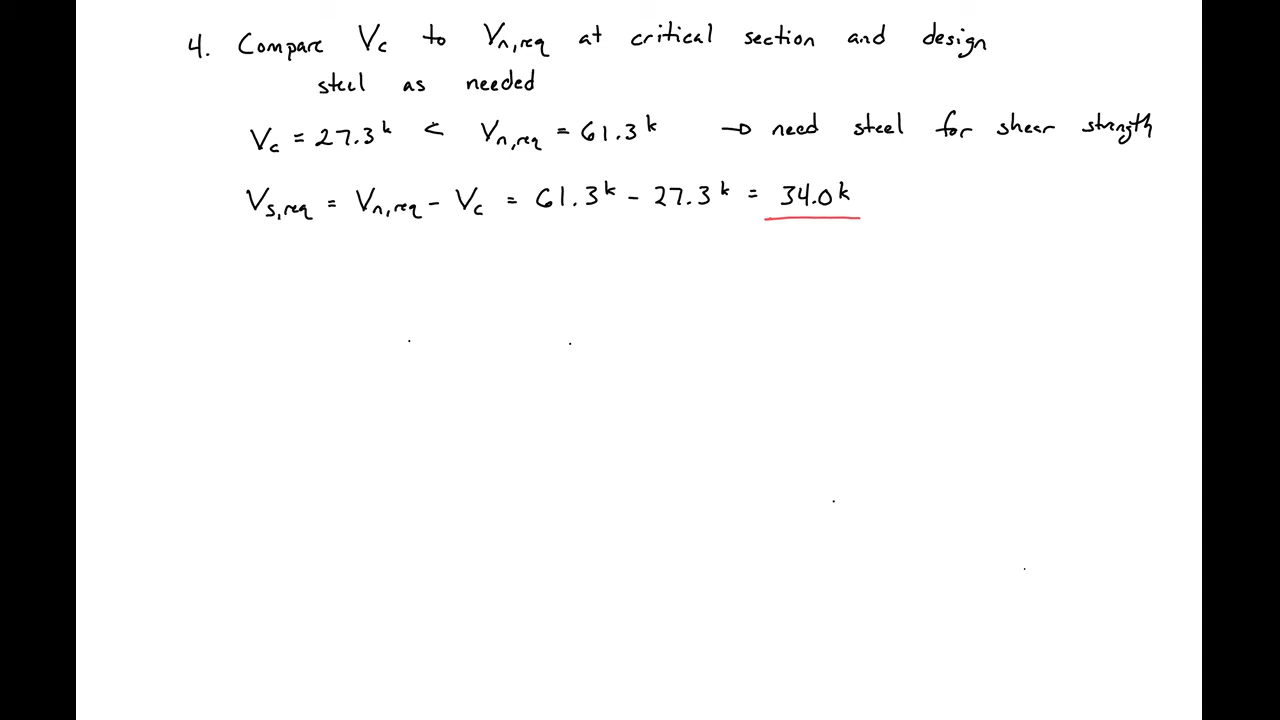 4. Compare Vc to Vn,req at critical section and design
steel as needed
Vc = 27.3k < Vn,req = 61.3k → need steel for shear strength
Vs,req = Vn,req - Vc = 61.3k - 27.3k = 34.0k